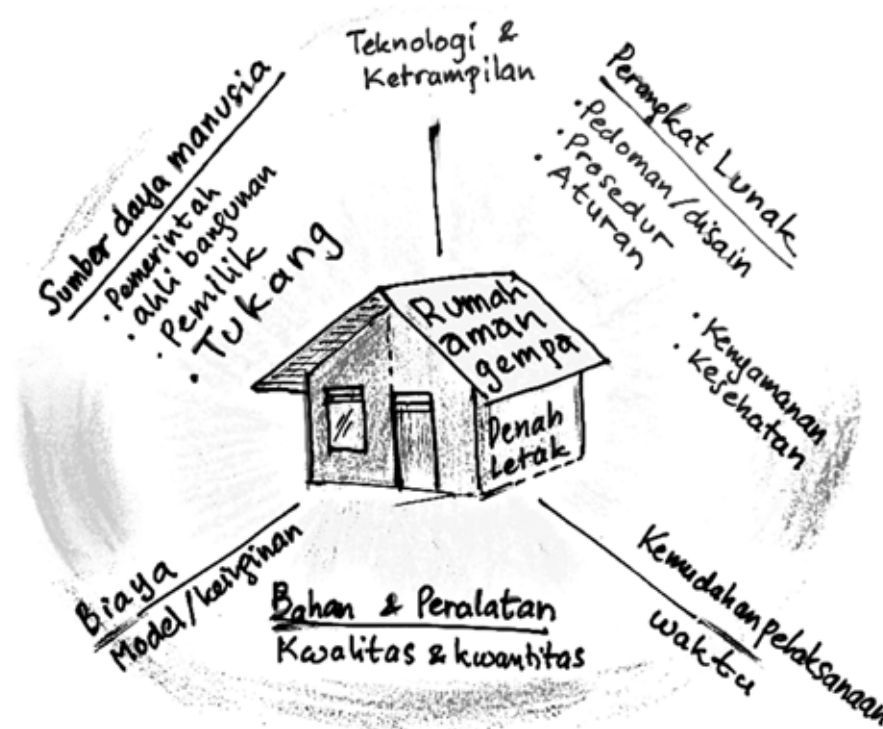 Teknologi &
Ketrampilan
Sumber daya manusia
• Pemerintah
• ahli bangunan
• Pemilik
• Tukang
Perangkat Lunak
• Pedoman/disain
• Prosedur
• Aturan
• Kenyamanan
• Kesehatan
Rumah
aman
gempa
Denah
Letak
Biaya
Model/keinginan
Bahan & Peralatan
Kwalitas & kwantitas
Kemudahan pelaksanaan
waktu